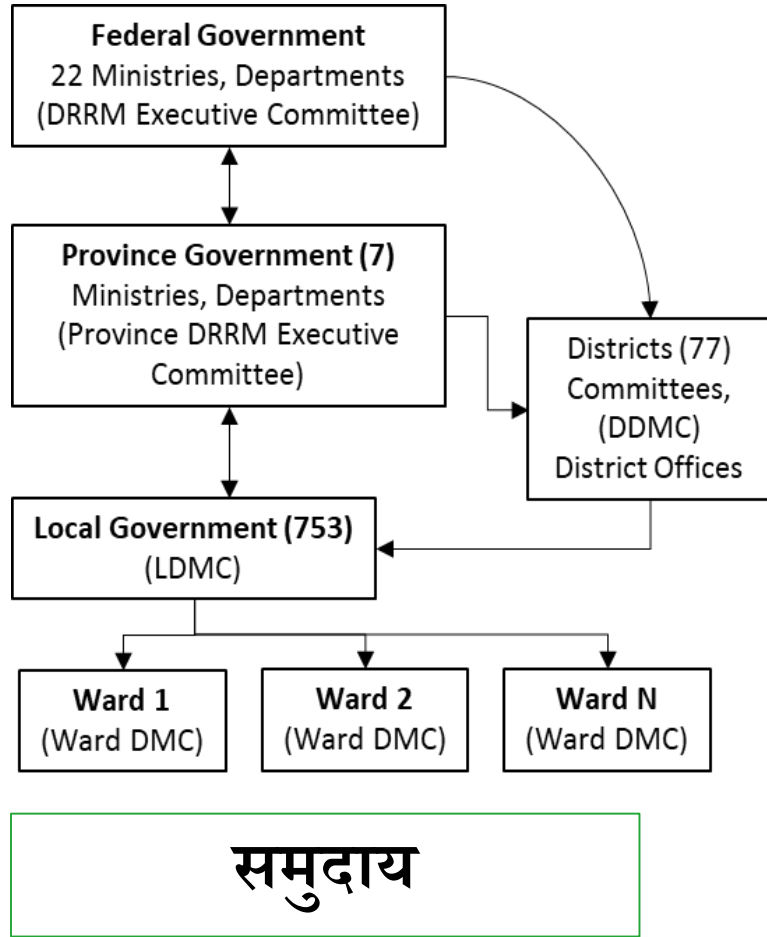 Federal Government
22 Ministries, Departments
(DRRM Executive Committee)
Province Government (7)
Ministries, Departments
(Province DRRM Executive
Committee)
Districts (77)
Committees,
(DDMC)
District Offices
Local Government (753)
(LDMC)
Ward 1
(Ward DMC)
Ward 2
(Ward DMC)
Ward N
(Ward DMC)
समुदाय